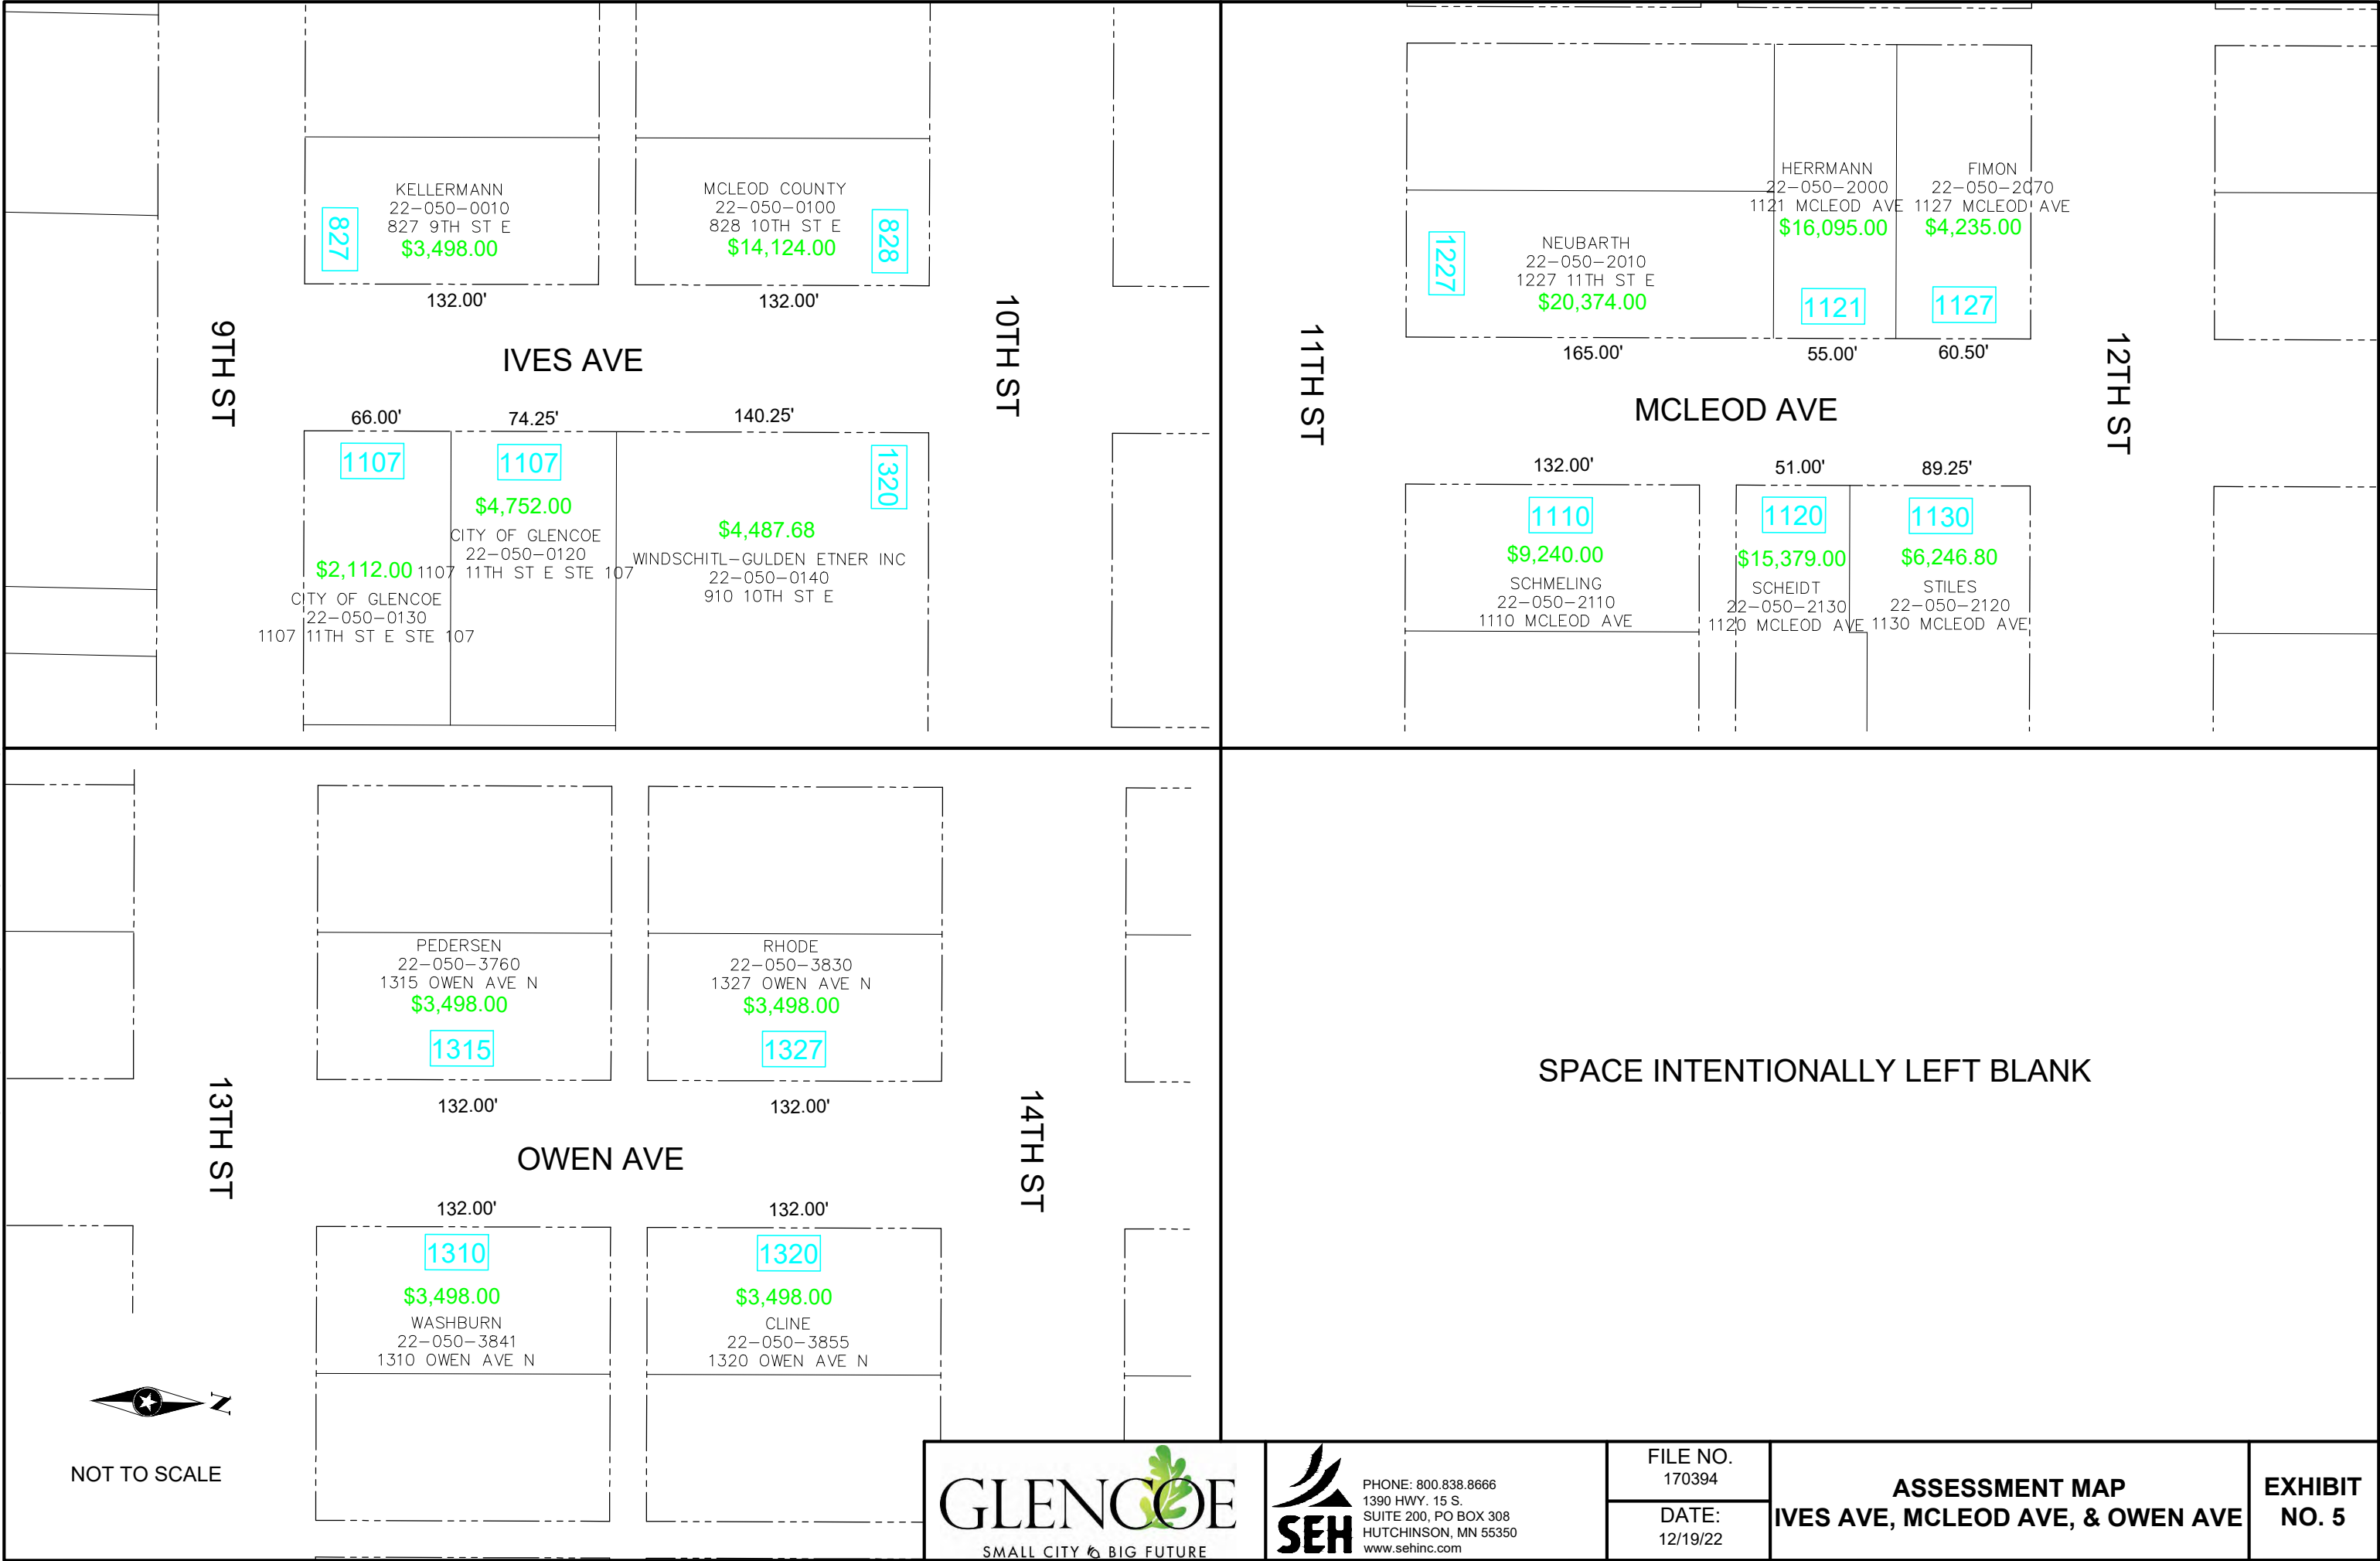 KELLERMANN
22-050-0010
827 9TH ST E
$3,498.00
827
132.00'
MCLEOD COUNTY
22-050-0100
828 10TH ST E
$14,124.00
828
132.00'
9TH ST
IVES AVE
10TH ST
66.00'
74.25'
140.25'
1107
$2,112.00
CITY OF GLENCOE
22-050-0130
1107 11TH ST E STE 107
1107
$4,752.00
CITY OF GLENCOE
22-050-0120
1107 11TH ST E STE 107
1320
$4,487.68
WINDSCHITL-GULDEN ETNER INC
22-050-0140
910 10TH ST E
NEUBARTH
22-050-2010
1227 11TH ST E
$20,374.00
1227
165.00'
HERRMANN
22-050-2000
1121 MCLEOD AVE
$16,095.00
1121
55.00'
FIMON
22-050-2070
1127 MCLEOD AVE
$4,235.00
1127
60.50'
11TH ST
MCLEOD AVE
12TH ST
132.00'
51.00'
89.25'
1110
$9,240.00
SCHMELING
22-050-2110
1110 MCLEOD AVE
1120
$15,379.00
SCHEIDT
22-050-2130
1120 MCLEOD AVE
1130
$6,246.80
STILES
22-050-2120
1130 MCLEOD AVE
PEDERSEN
22-050-3760
1315 OWEN AVE N
$3,498.00
1315
132.00'
RHODE
22-050-3830
1327 OWEN AVE N
$3,498.00
1327
132.00'
13TH ST
OWEN AVE
14TH ST
132.00'
132.00'
1310
$3,498.00
WASHBURN
22-050-3841
1310 OWEN AVE N
1320
$3,498.00
CLINE
22-050-3855
1320 OWEN AVE N
SPACE INTENTIONALLY LEFT BLANK
N
NOT TO SCALE
GLENCOE
SMALL CITY BIG FUTURE
SEH
PHONE: 800.838.8666
1390 HWY. 15 S.
SUITE 200, PO BOX 308
HUTCHINSON, MN 55350
www.sehinc.com
FILE NO.
170394
DATE:
12/19/22
ASSESSMENT MAP
IVES AVE, MCLEOD AVE, & OWEN AVE
EXHIBIT
NO. 5